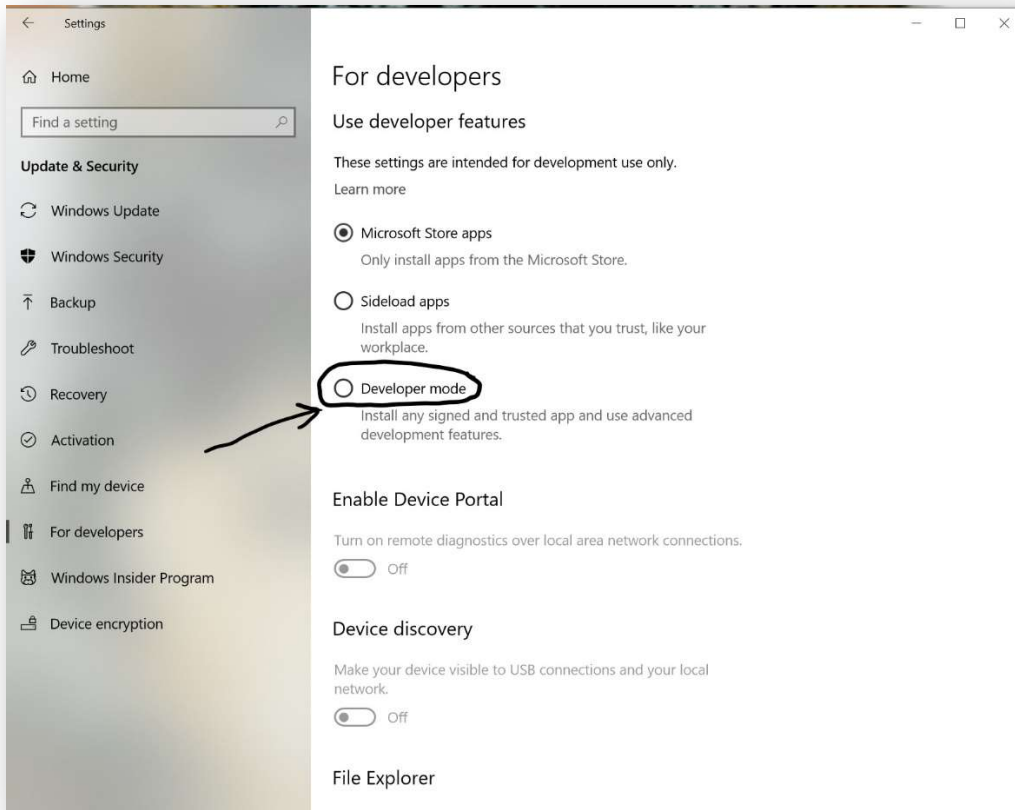 Settings
Home
Find a setting
Update & Security
Windows Update
Windows Security
Backup
Troubleshoot
Recovery
Activation
Find my device
For developers
Windows Insider Program
Device encryption
For developers
Use developer features
These settings are intended for development use only.
Learn more
Microsoft Store apps
Only install apps from the Microsoft Store.
Sideload apps
Install apps from other sources that you trust, like your
workplace.
Developer mode
Install any signed and trusted app and use advanced
development features.
Enable Device Portal
Turn on remote diagnostics over local area network connections.
Off
Device discovery
Make your device visible to USB connections and your local
network.
Off
File Explorer